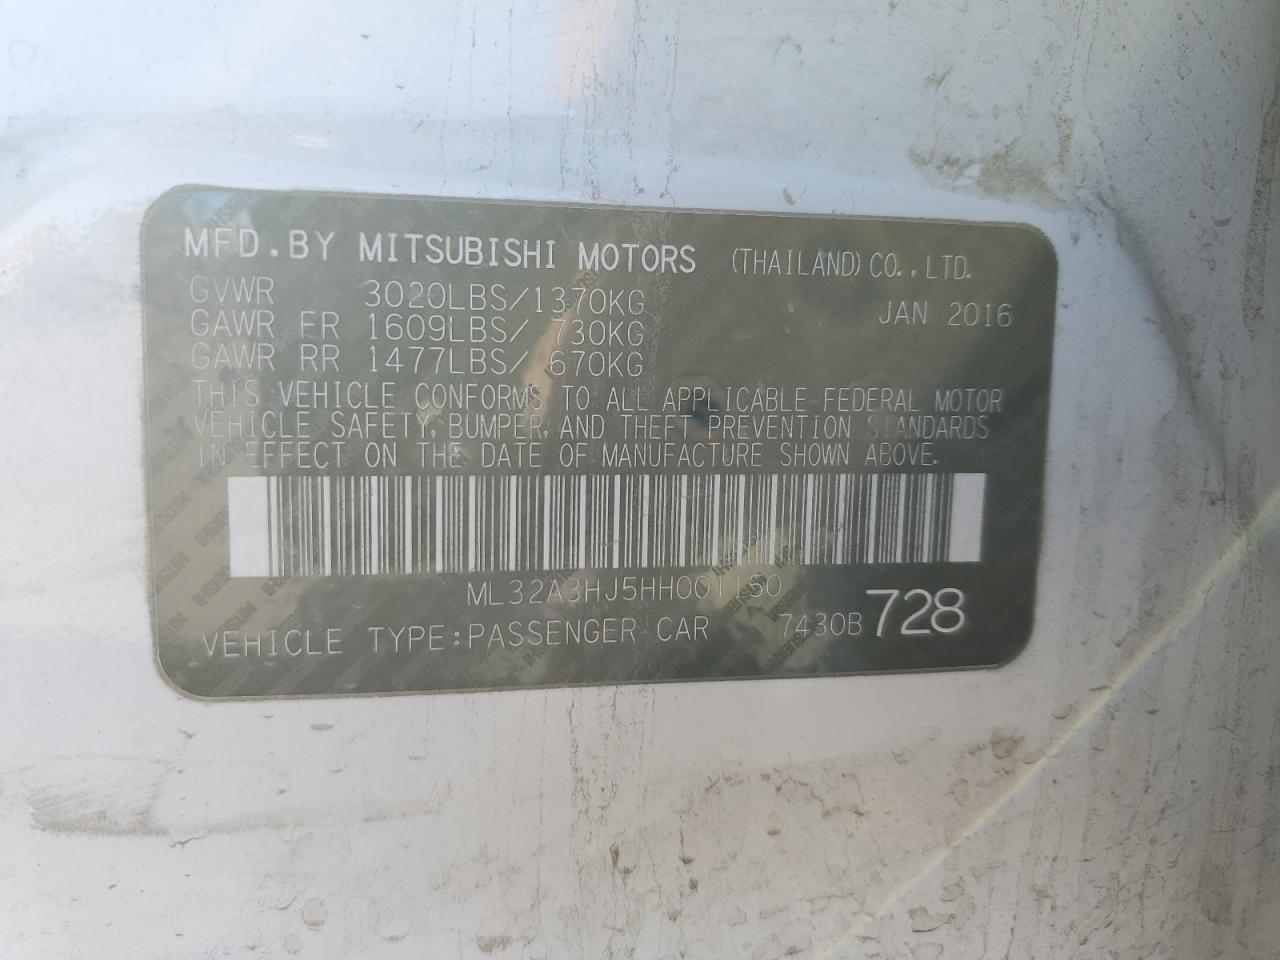 MFD.BY MITSUBISHI MOTORS (THAILAND)CO.,LTD.
GVWR 3020LBS/1370KG JAN 2016
GAWR FR 1609LBS/ 730KG
GAWR RR 1477LBS/ 670KG
THIS VEHICLE CONFORMS TO ALL APPLICABLE FEDERAL MOTOR
VEHICLE SAFETY, BUMPER, AND THEFT PREVENTION STANDARDS
IN EFFECT ON THE DATE OF MANUFACTURE SHOWN ABOVE.
ML32A3HJ5HH001160
VEHICLE TYPE:PASSENGER CAR 7430B 728